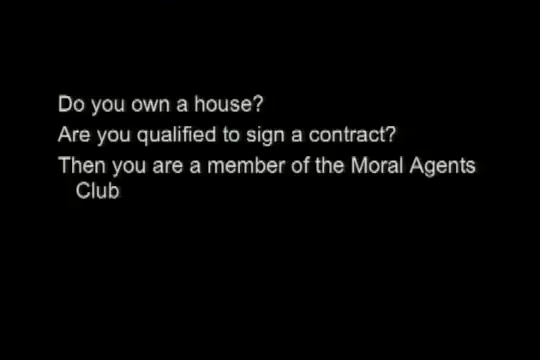 Do you own a house?
Are you qualified to sign a contract?
Then you are a member of the Moral Agents
Club